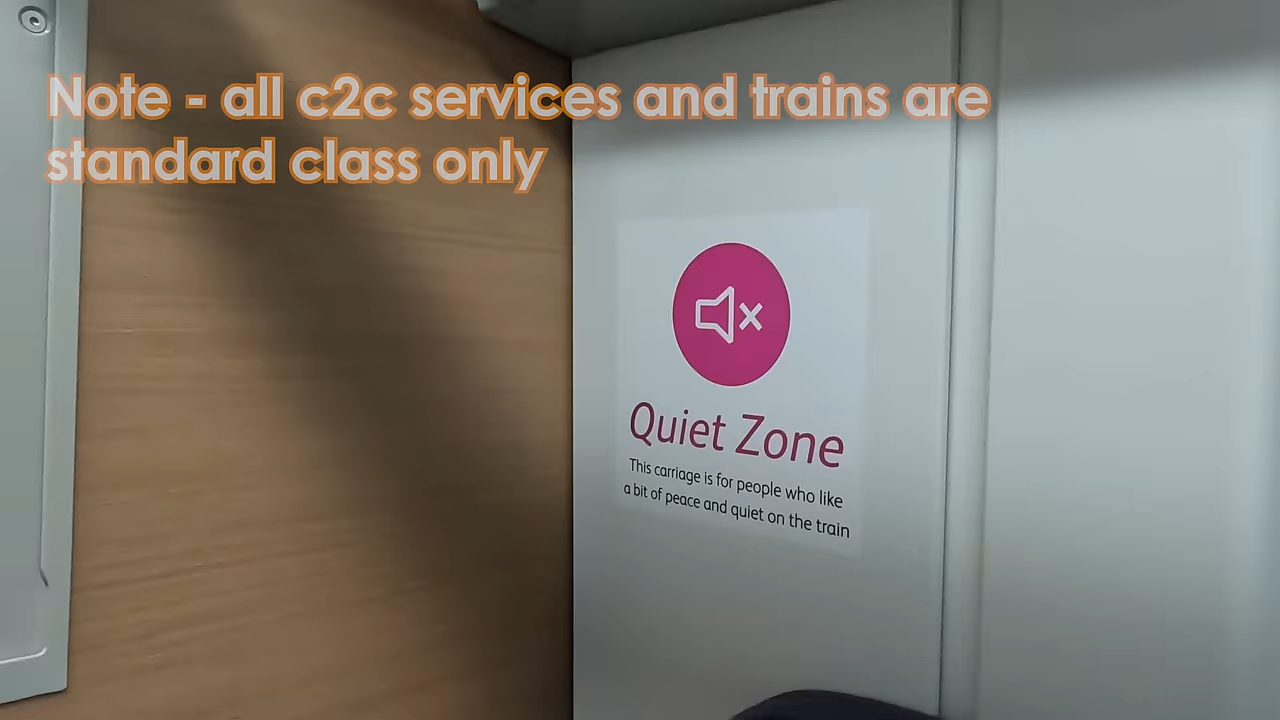 Note - all c2c services and trains are
standard class only
Quiet Zone
This carriage is for people who like
a bit of peace and quiet on the train